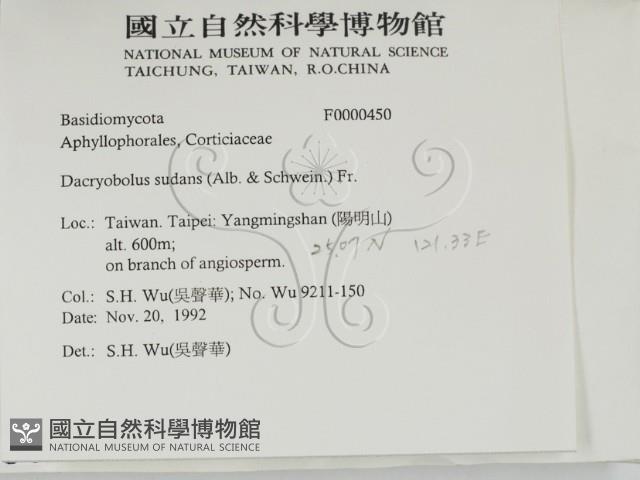 國立自然科學博物館
NATIONAL MUSEUM OF NATURAL SCIENCE
TAICHUNG, TAIWAN, R.O.CHINA
Basidiomycota F0000450
Aphyllophorales, Corticiaceae
Dacryobolus sudans (Alb. & Schwein.) Fr.
Loc.: Taiwan. Taipei: Yangmingshan (陽明山)
alt. 600m; 25.07 N 121.33 E
on branch of angiosperm.
Col.: S.H. Wu(吳聲華); No. Wu 9211-150
Date: Nov. 20, 1992
Det.: S.H. Wu(吳聲華)
國立自然科學博物館
NATIONAL MUSEUM OF NATURAL SCIENCE